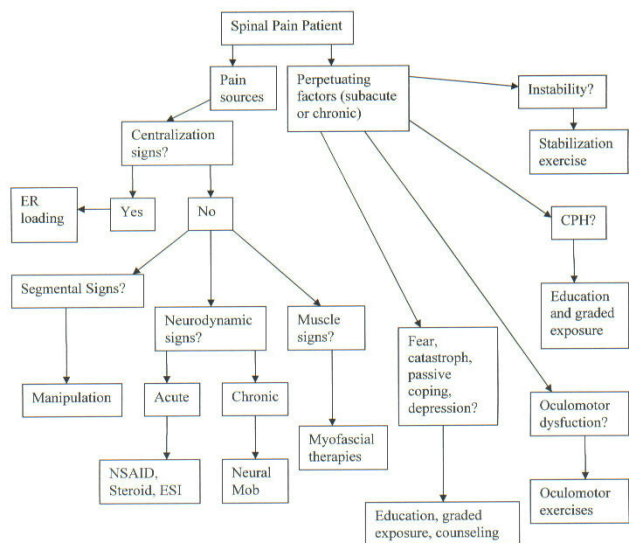 Spinal Pain Patient
Pain
sources
Perpetuating
factors (subacute
or chronic)
Instability?
Centralization
signs?
Stabilization
exercise
ER
loading
Yes
No
CPH?
Segmental Signs?
Neurodynamic
signs?
Muscle
signs?
Fear,
catastroph,
passive
coping,
depression?
Education
and graded
exposure
Manipulation
Acute
Chronic
Myofascial
therapies
Oculomotor
dysfuction?
NSAID,
Steroid, ESI
Neural
Mob
Oculomotor
exercises
Education, graded
exposure, counseling